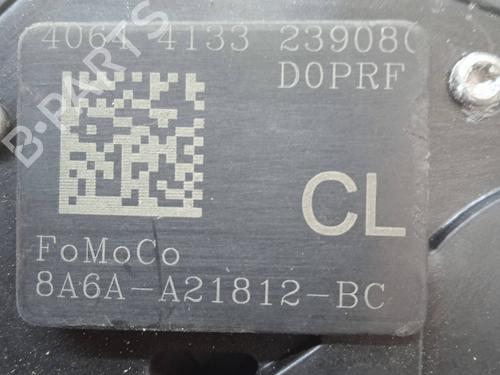 4064 4133 239080
D0PRF
CL
FoMoCo
8A6A-A21812-BC
B-PARTS